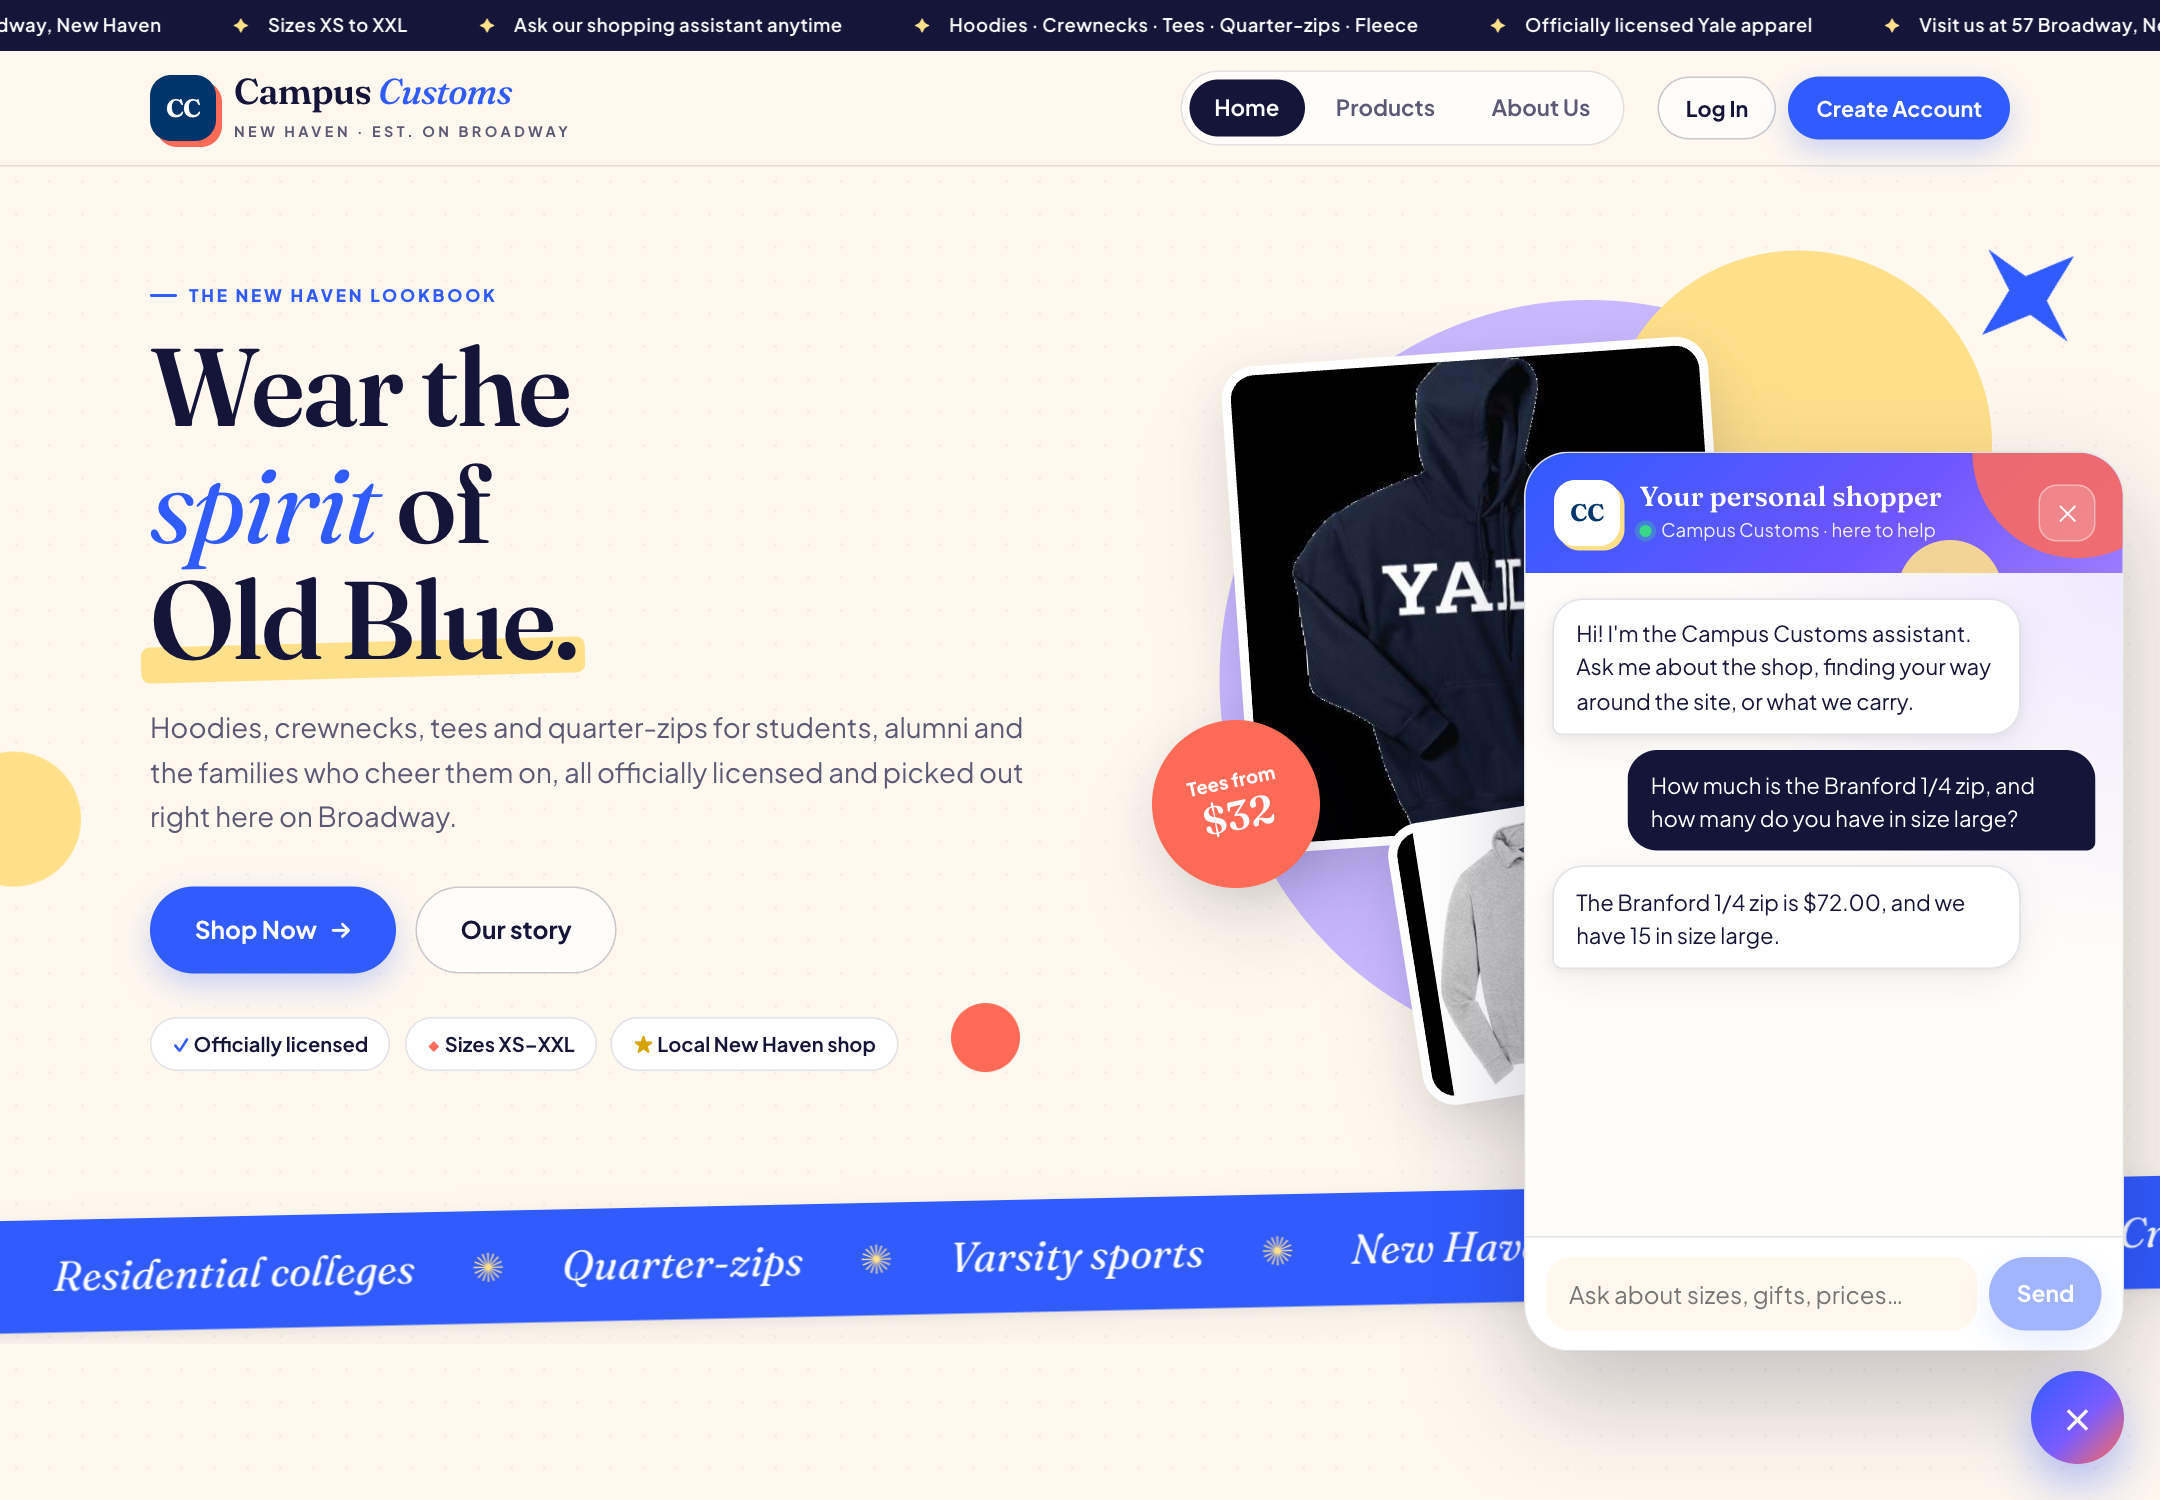 dway, New Haven ✦ Sizes XS to XXL ✦ Ask our shopping assistant anytime ✦ Hoodies · Crewnecks · Tees · Quarter-zips · Fleece ✦ Officially licensed Yale apparel ✦ Visit us at 57 Broadway, N
CC
Campus Customs
NEW HAVEN · EST. ON BROADWAY
Home
Products
About Us
Log In
Create Account
THE NEW HAVEN LOOKBOOK
Wear the
spirit of
Old Blue.
Hoodies, crewnecks, tees and quarter-zips for students, alumni and
the families who cheer them on, all officially licensed and picked out
right here on Broadway.
Shop Now →
Our story
✓ Officially licensed
◆ Sizes XS–XXL
★ Local New Haven shop
YAL
Tees from
$32
CC
Your personal shopper
Campus Customs · here to help
Hi! I'm the Campus Customs assistant.
Ask me about the shop, finding your way
around the site, or what we carry.
How much is the Branford 1/4 zip, and
how many do you have in size large?
The Branford 1/4 zip is $72.00, and we
have 15 in size large.
Ask about sizes, gifts, prices...
Send
Residential colleges
Quarter-zips
Varsity sports
New Hav
Cr